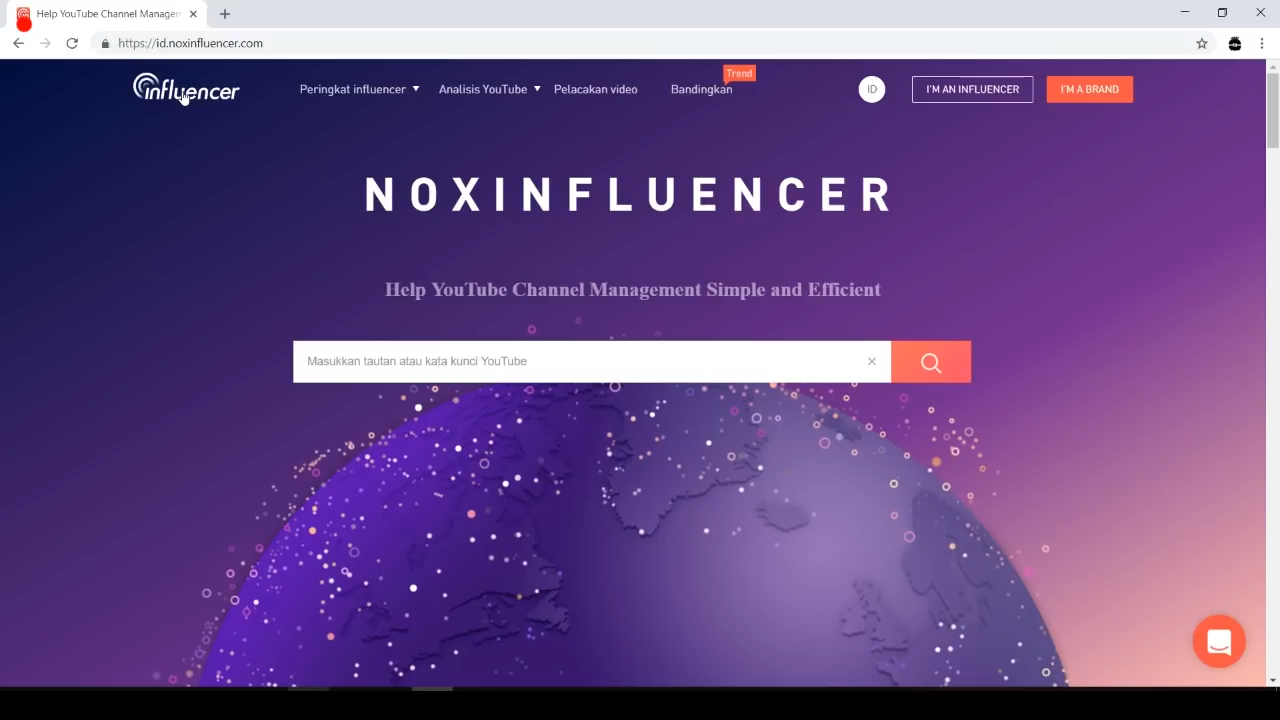 Help YouTube Channel Managem
https://id.noxinfluencer.com
influencer
Peringkat influencer
Analisis YouTube
Pelacakan video
Bandingkan
Trend
ID
I'M AN INFLUENCER
I'M A BRAND
NOXINFLUENCER
Help YouTube Channel Management Simple and Efficient
Masukkan tautan atau kata kunci YouTube